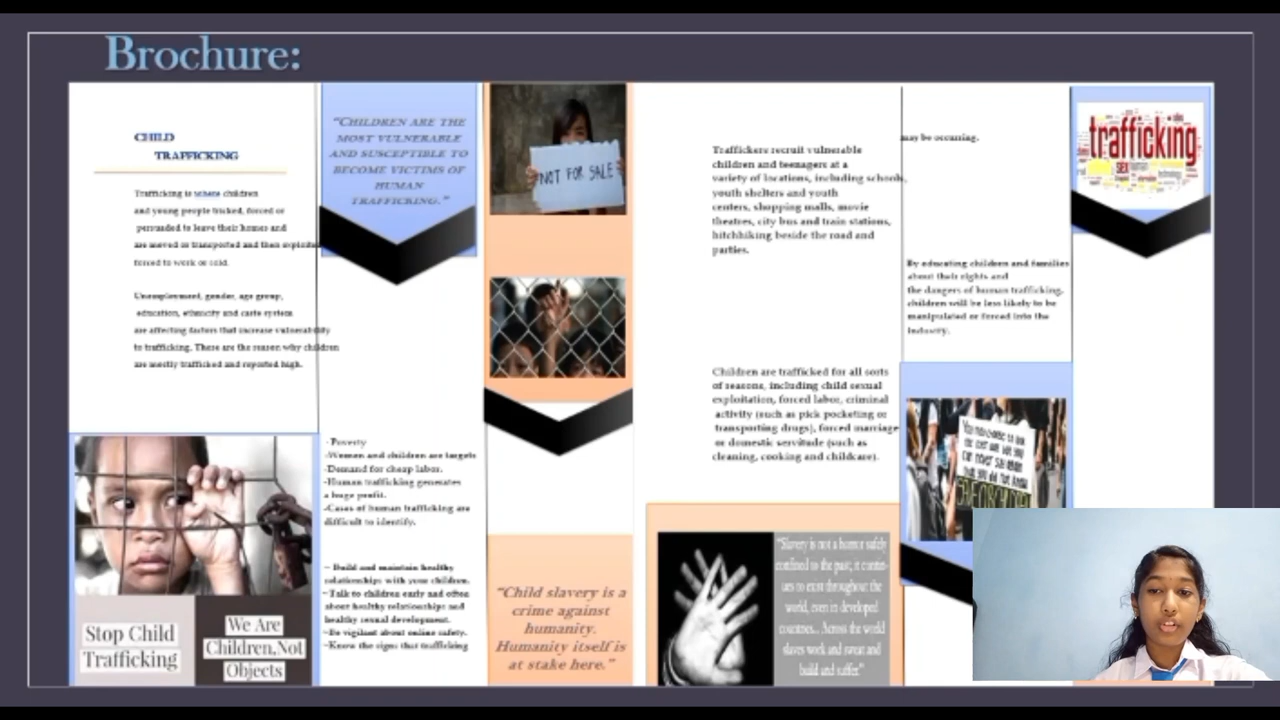 Brochure:
CHILD
TRAFFICKING
Trafficking is where children
and young people tricked, forced or
persuaded to leave their homes and
are moved or transported and then exploited
forced to work or sold.
Unemployment, gender, age group,
education, ethnicity and caste system
are affecting factors that increase vulnerability
to trafficking. These are the reason why children
are mostly trafficked and reported high.
Stop Child
Trafficking
We Are
Children,Not
Objects
"CHILDREN ARE THE
MOST VULNERABLE
AND SUSCEPTIBLE TO
BECOME VICTIMS OF
HUMAN
TRAFFICKING."
-Poverty
-Women and children are targets
-Demand for cheap labor.
-Human trafficking generates
a huge profit.
-Cases of human trafficking are
difficult to identify.
- Build and maintain healthy
relationships with your children.
-Talk to children early and often
about healthy relationships and
healthy sexual development.
-Be vigilant about online safety.
-Know the signs that trafficking
NOT FOR SALE
"Child slavery is a
crime against
humanity.
Humanity itself is
at stake here."
Traffickers recruit vulnerable
children and teenagers at a
variety of locations, including schools,
youth shelters and youth
centers, shopping malls, movie
theatres, city bus and train stations,
hitchhiking beside the road and
parties.
Children are trafficked for all sorts
of reasons, including child sexual
exploitation, forced labor, criminal
activity (such as pick pocketing or
transporting drugs), forced marriage
or domestic servitude (such as
cleaning, cooking and childcare).
"Slavery is not a horror safely
confined to the past; it contin-
ues to exist throughout the
world, even in developed
countries... Across the world
slaves work and sweat and
build and suffer."
may be occurring.
By educating children and families
about their rights and
the dangers of human trafficking,
children will be less likely to be
manipulated or forced into the
industry.
trafficking
SEX human